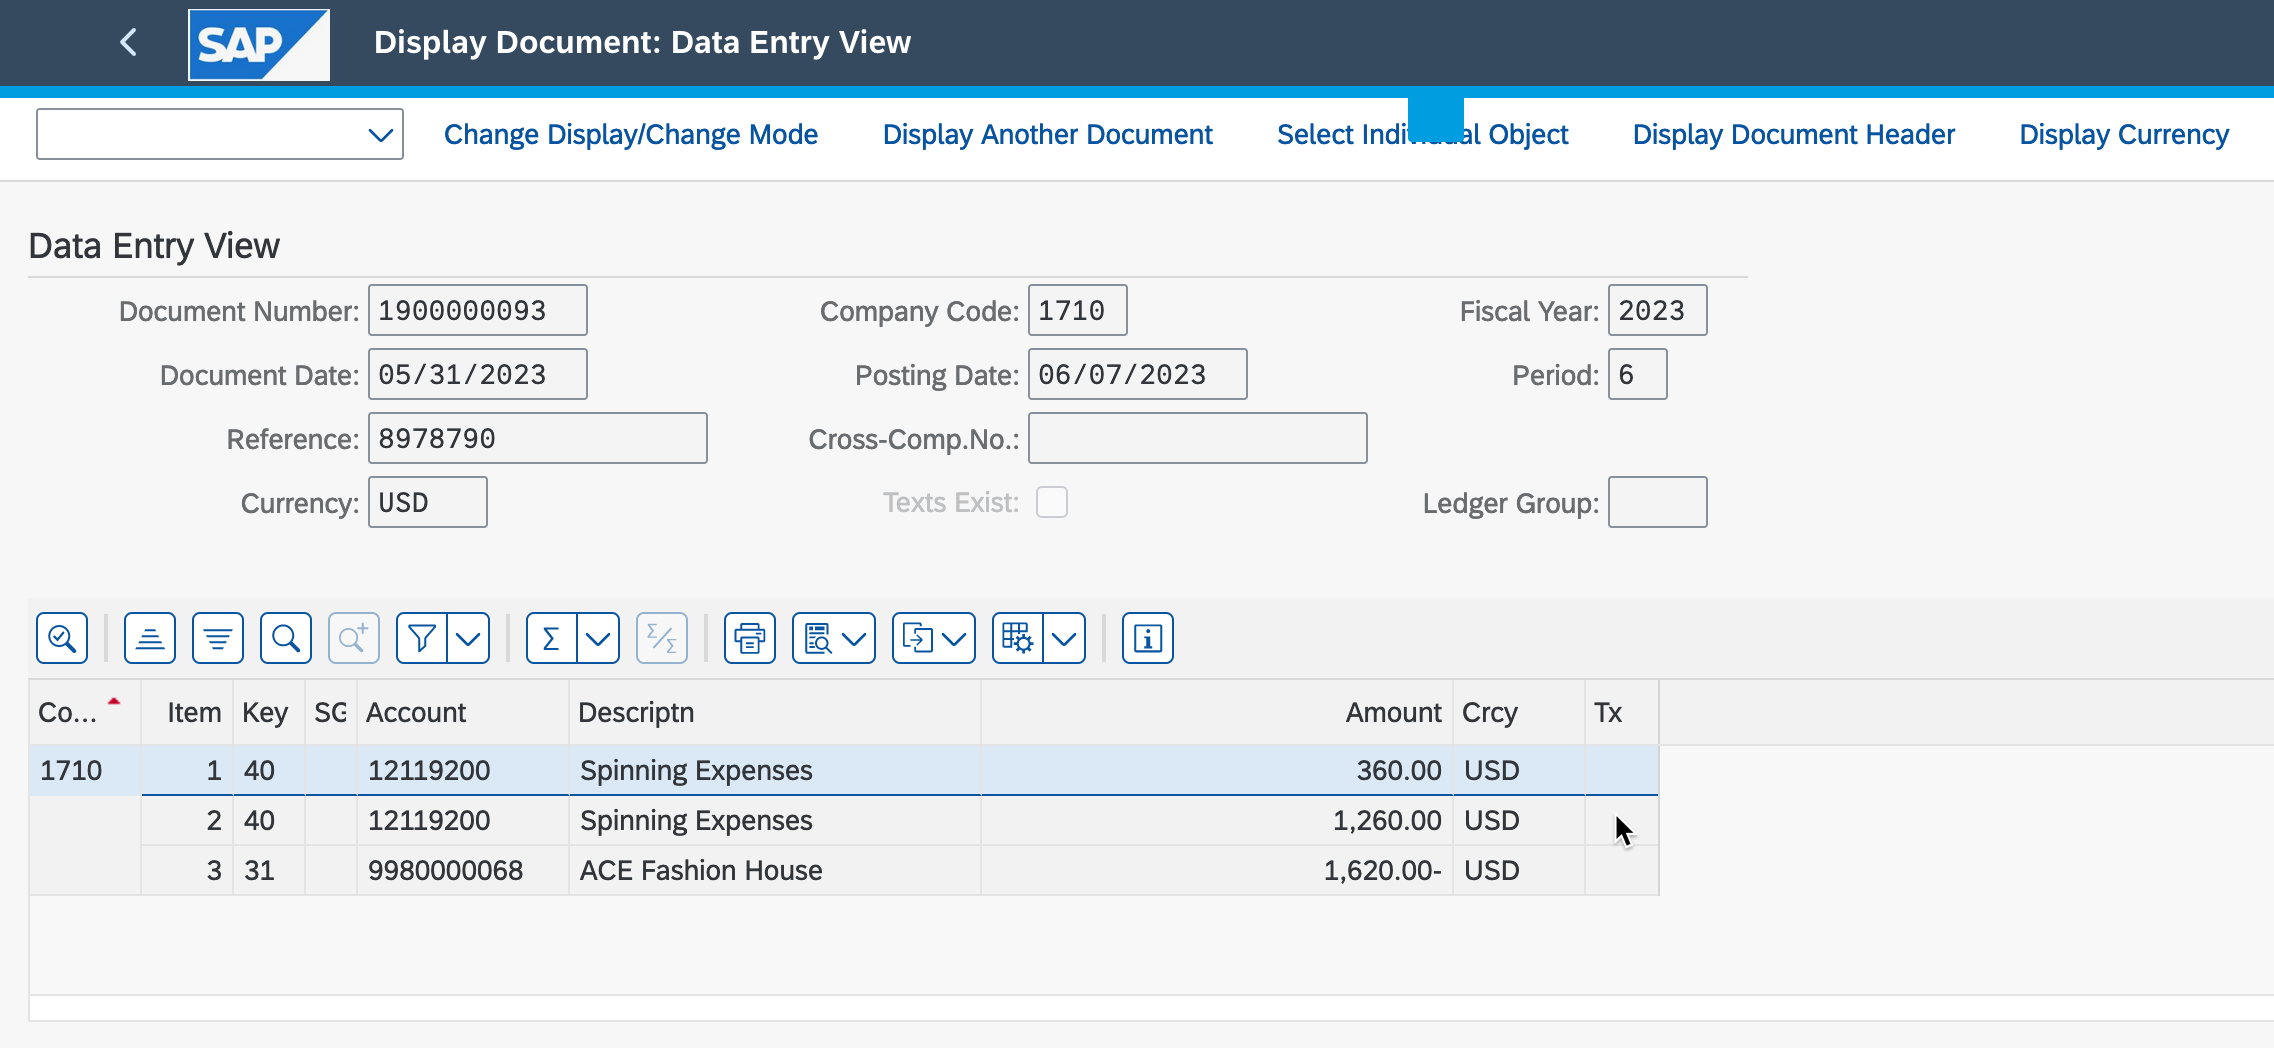 SAP Display Document: Data Entry View
Change Display/Change Mode Display Another Document Select Individual Object Display Document Header Display Currency
Data Entry View
Document Number: 1900000093 Company Code: 1710 Fiscal Year: 2023
Document Date: 05/31/2023 Posting Date: 06/07/2023 Period: 6
Reference: 8978790 Cross-Comp.No.:
Currency: USD Texts Exist: Ledger Group:
Co... Item Key SG Account Descriptn Amount Crcy Tx
1710 1 40 12119200 Spinning Expenses 360.00 USD
2 40 12119200 Spinning Expenses 1,260.00 USD
3 31 9980000068 ACE Fashion House 1,620.00- USD